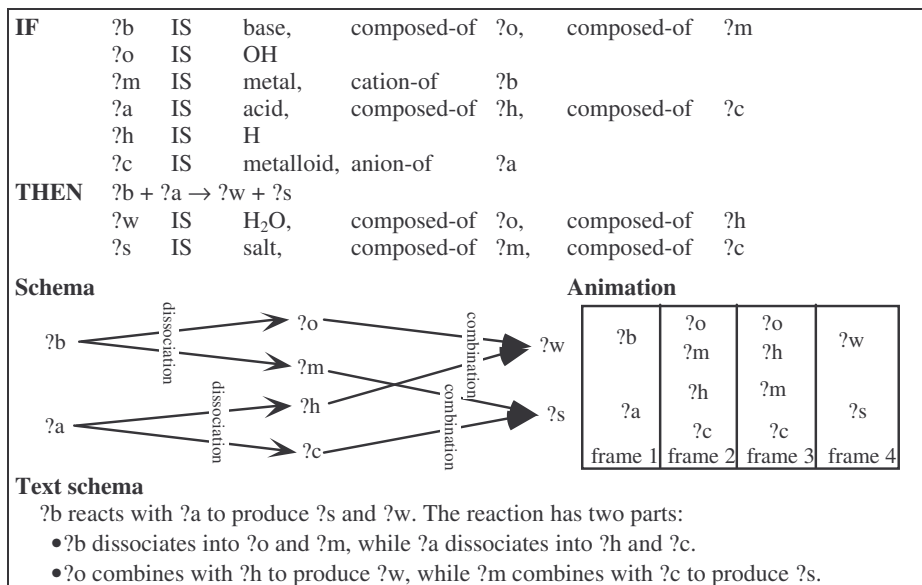 IF ?b IS base, composed-of ?o, composed-of ?m
?o IS OH
?m IS metal, cation-of ?b
?a IS acid, composed-of ?h, composed-of ?c
?h IS H
?c IS metalloid, anion-of ?a
THEN ?b + ?a → ?w + ?s
?w IS H₂O, composed-of ?o, composed-of ?h
?s IS salt, composed-of ?m, composed-of ?c
Schema
?b
?a
dissociation
dissociation
?o
?m
?h
?c
combination
combination
?w
?s
Animation
?b ?o ?o ?w
?m ?h
?a ?h ?m ?s
?c ?c
frame 1 frame 2 frame 3 frame 4
Text schema
?b reacts with ?a to produce ?s and ?w. The reaction has two parts:
•?b dissociates into ?o and ?m, while ?a dissociates into ?h and ?c.
•?o combines with ?h to produce ?w, while ?m combines with ?c to produce ?s.